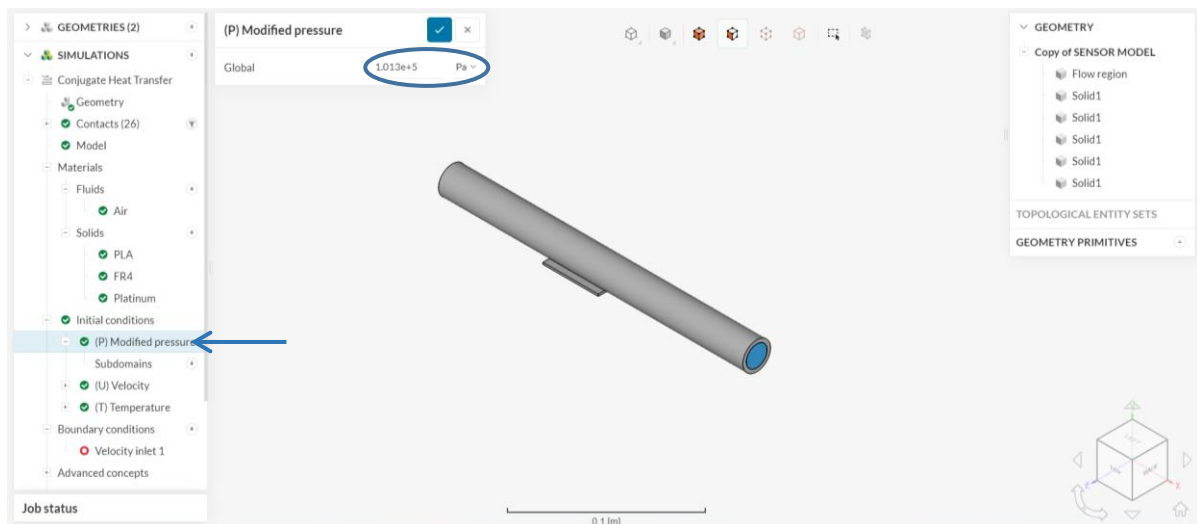 GEOMETRIES (2)
SIMULATIONS
Conjugate Heat Transfer
Geometry
Contacts (26)
Model
Materials
Fluids
Air
Solids
PLA
FR4
Platinum
Initial conditions
(P) Modified pressure
Subdomains
(U) Velocity
(T) Temperature
Boundary conditions
Velocity inlet 1
Advanced concepts
Job status
(P) Modified pressure
Global 1.013e+5 Pa
0.1 [m]
GEOMETRY
Copy of SENSOR MODEL
Flow region
Solid1
Solid1
Solid1
Solid1
Solid1
TOPOLOGICAL ENTITY SETS
GEOMETRY PRIMITIVES
Z
X